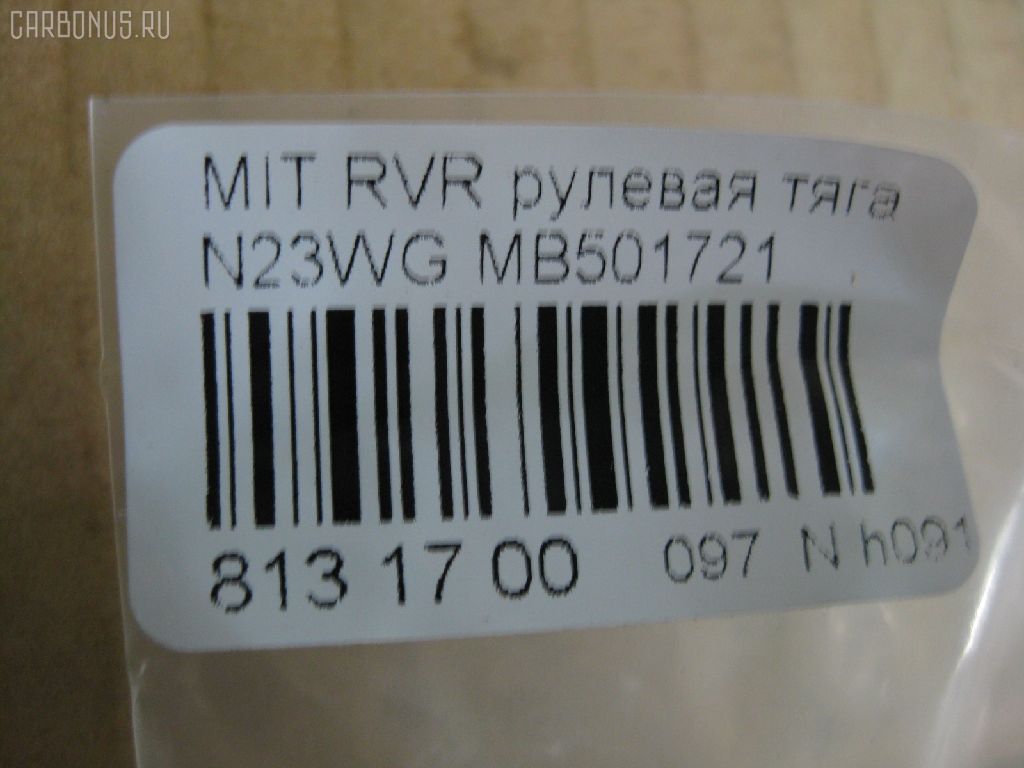 CARBONUS.RU
MIT RVR рулевая тяга
N23WG MB501721
813 17 00 097 N h091